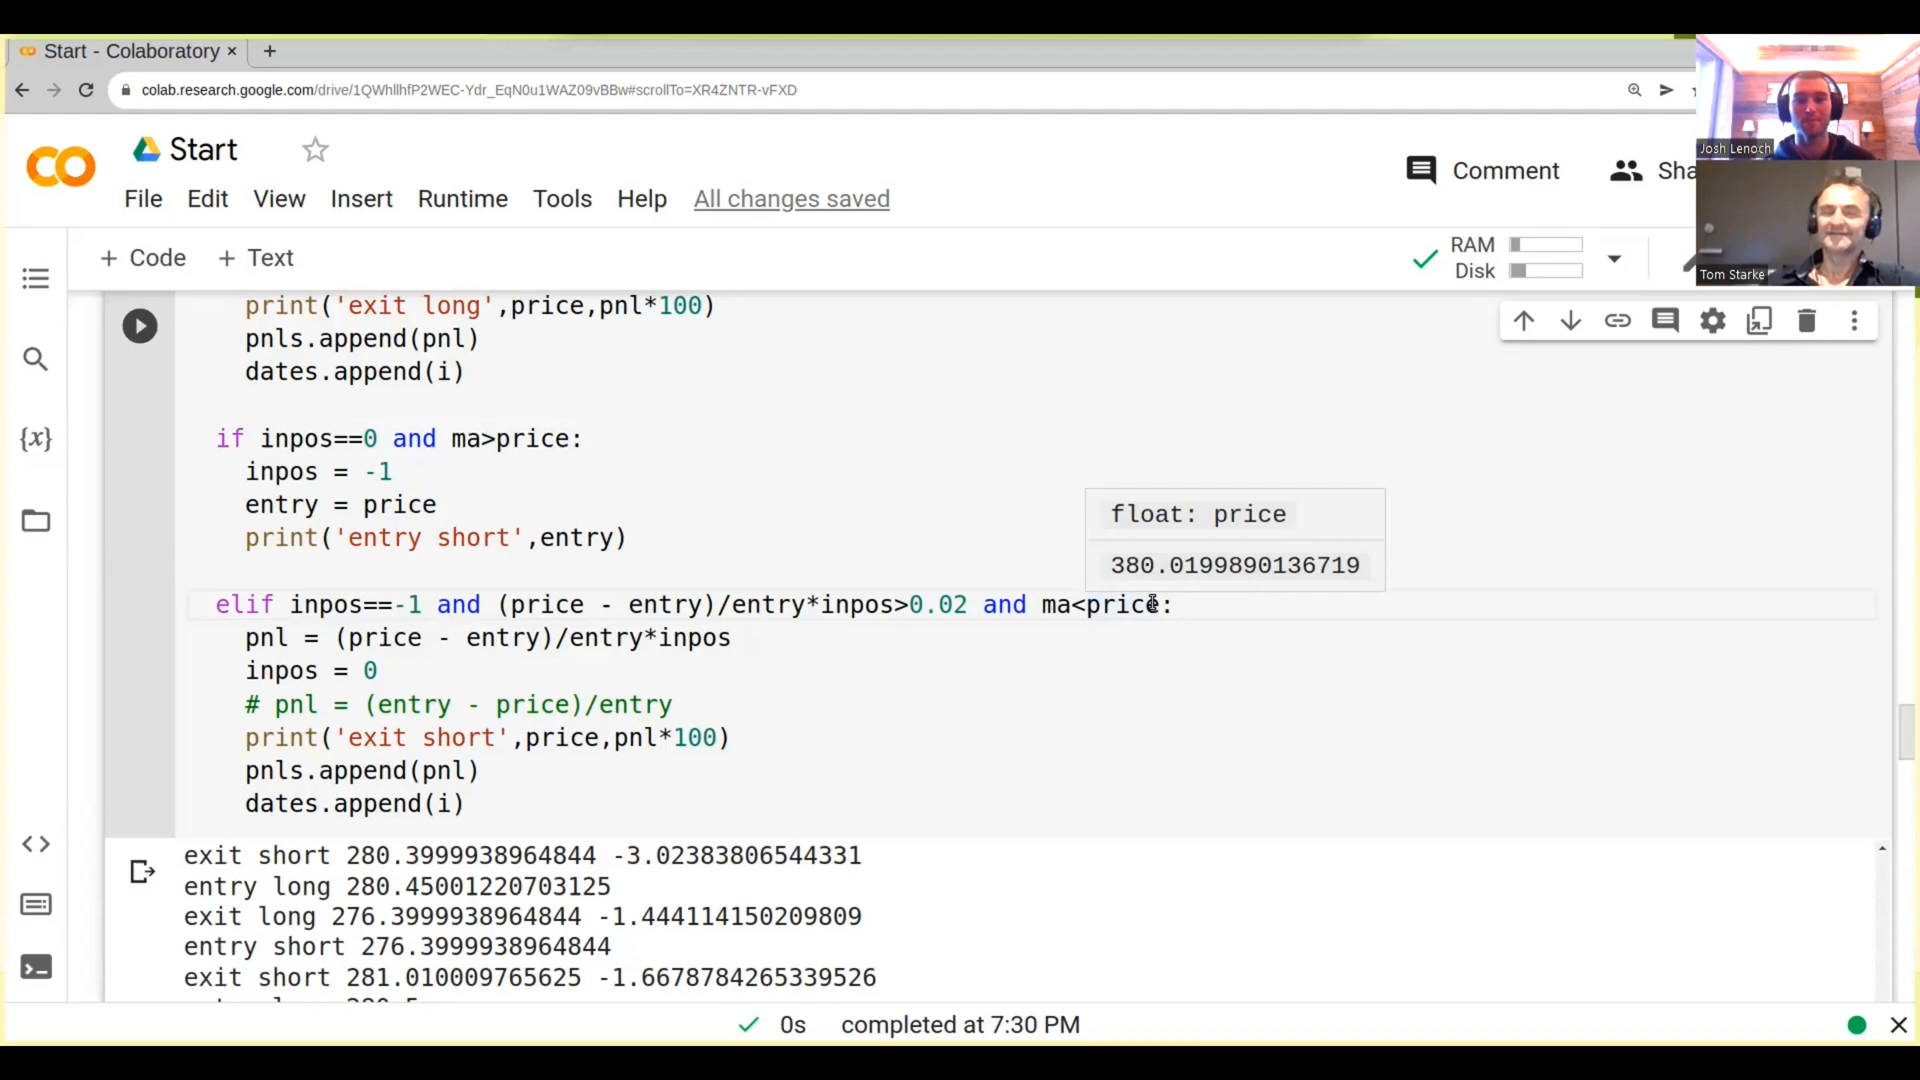 Start - Colaboratory × +
colab.research.google.com/drive/1QWhllhfP2WEC-Ydr_EqN0u1WAZ09vBBw#scrollTo=XR4ZNTR-vFXD
Start
Comment
File Edit View Insert Runtime Tools Help All changes saved
Josh Lenoch
Tom Starke
+ Code + Text
RAM
Disk
print('exit long',price,pnl*100)
pnls.append(pnl)
dates.append(i)
if inpos==0 and ma>price:
inpos = -1
entry = price
print('entry short',entry)
float: price
380.0199890136719
elif inpos==-1 and (price - entry)/entry*inpos>0.02 and ma<price:
pnl = (price - entry)/entry*inpos
inpos = 0
# pnl = (entry - price)/entry
print('exit short',price,pnl*100)
pnls.append(pnl)
dates.append(i)
{x}
exit short 280.3999938964844 -3.02383806544331
entry long 280.45001220703125
exit long 276.3999938964844 -1.444114150209809
entry short 276.3999938964844
exit short 281.010009765625 -1.6678784265339526
0s completed at 7:30 PM